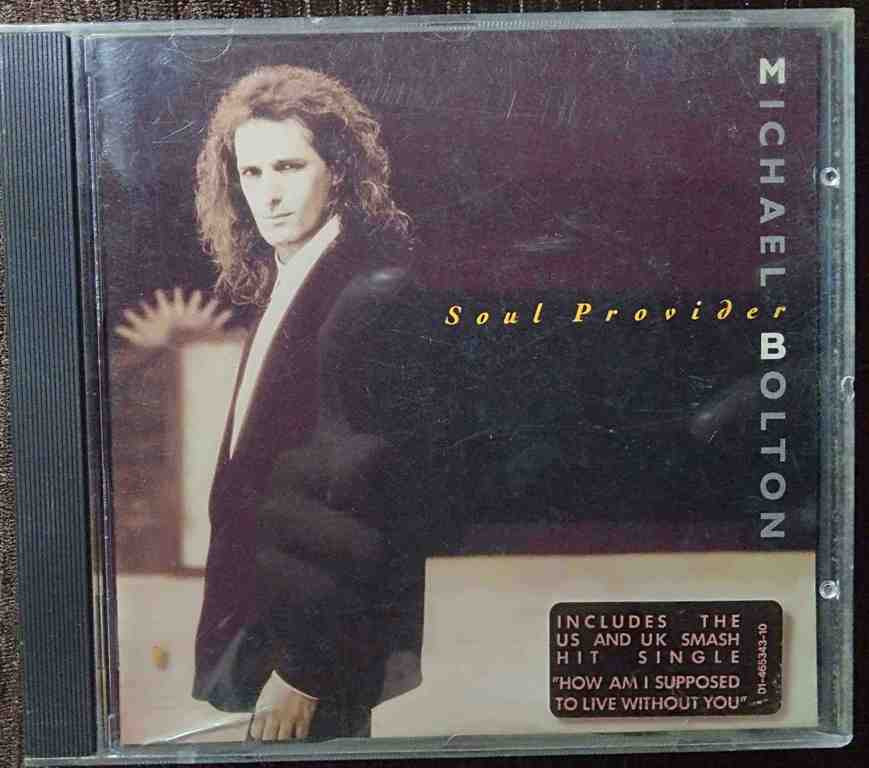 MICHAEL BOLTON
Soul Provider
INCLUDES THE
US AND UK SMASH
HIT SINGLE
"HOW AM I SUPPOSED
TO LIVE WITHOUT YOU"
D1-465343-10